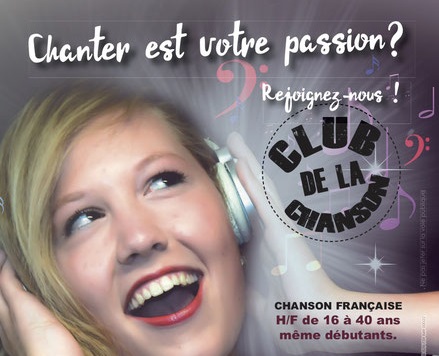 Chanter est votre passion?
Rejoignez-nous !
CLUB
DE LA
CHANSON
CHANSON FRANÇAISE
H/F de 16 à 40 ans
même débutants.